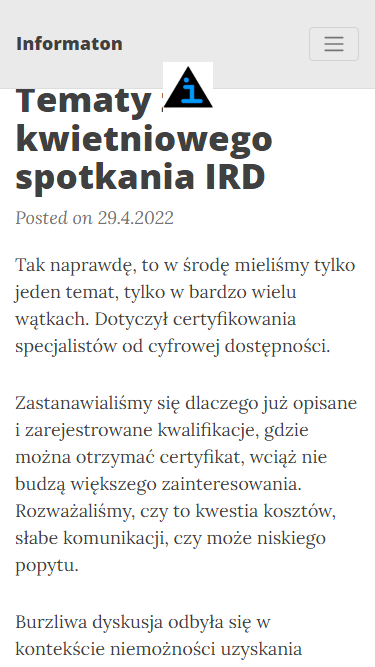 Informaton
i
Tematy
kwietniowego
spotkania IRD
Posted on 29.4.2022
Tak naprawdę, to w środę mieliśmy tylko
jeden temat, tylko w bardzo wielu
wątkach. Dotyczył certyfikowania
specjalistów od cyfrowej dostępności.
Zastanawialiśmy się dlaczego już opisane
i zarejestrowane kwalifikacje, gdzie
można otrzymać certyfikat, wciąż nie
budzą większego zainteresowania.
Rozważaliśmy, czy to kwestia kosztów,
słabe komunikacji, czy może niskiego
popytu.
Burzliwa dyskusja odbyła się w
kontekście niemożności uzyskania